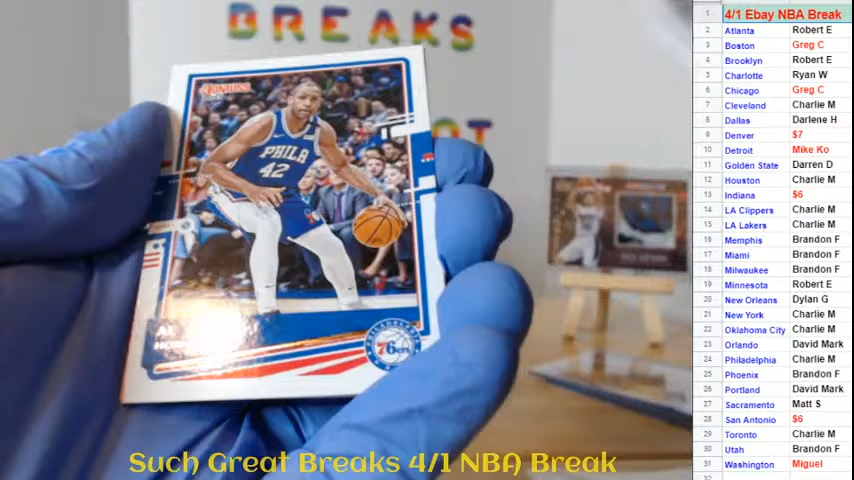 BREAKS
DONRUSS
PHILA
42
AL
PHILADELPHIA
76ers
Such Great Breaks 4/1 NBA Break
1 4/1 Ebay NBA Break
2 Atlanta Robert E
3 Boston Greg C
4 Brooklyn Robert E
5 Charlotte Ryan W
6 Chicago Greg C
7 Cleveland Charlie M
8 Dallas Darlene H
9 Denver $7
10 Detroit Mike Ko
11 Golden State Darren D
12 Houston Charlie M
13 Indiana $6
14 LA Clippers Charlie M
15 LA Lakers Charlie M
16 Memphis Brandon F
17 Miami Brandon F
18 Milwaukee Brandon F
19 Minnesota Robert E
20 New Orleans Dylan G
21 New York Charlie M
22 Oklahoma City Charlie M
23 Orlando David Mark
24 Philadelphia Charlie M
25 Phoenix Brandon F
26 Portland David Mark
27 Sacramento Matt S
28 San Antonio $6
29 Toronto Charlie M
30 Utah Brandon F
31 Washington Miguel